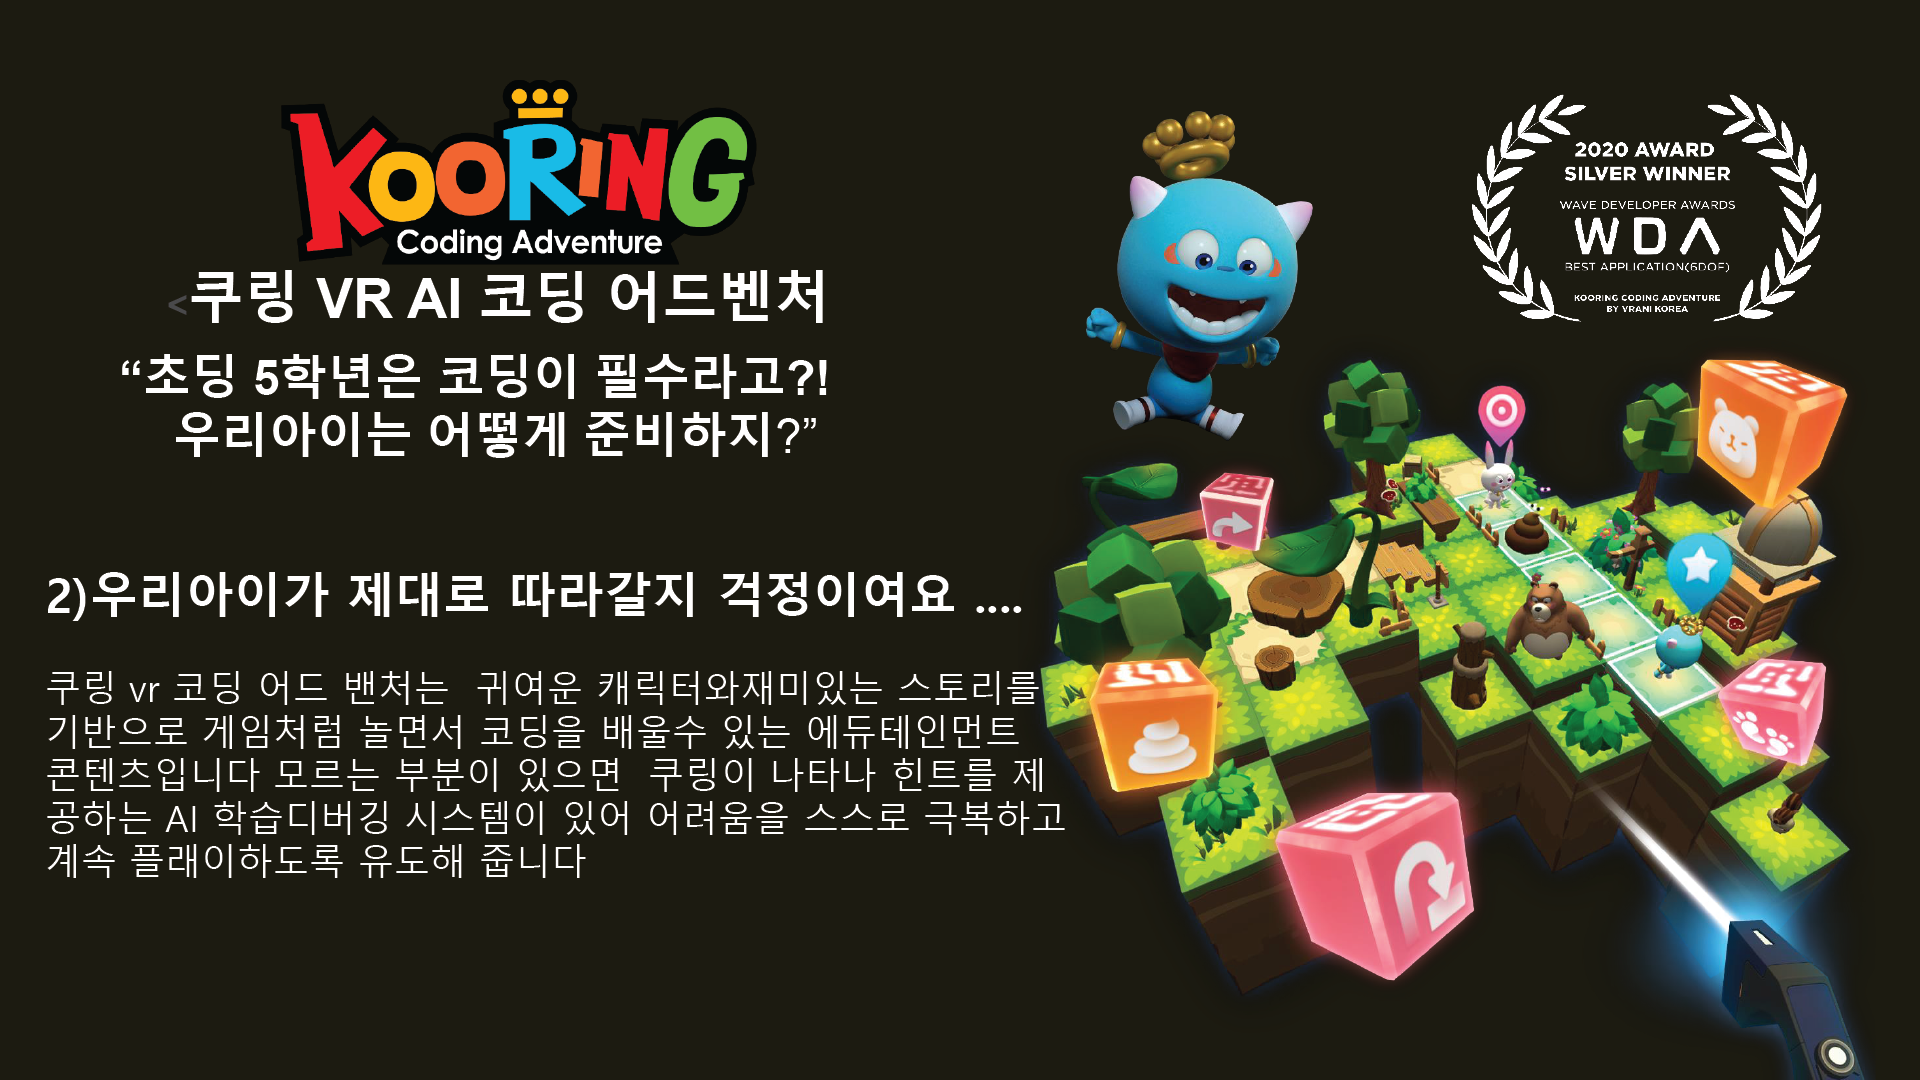 KOORING
Coding Adventure
<쿠링 VR AI 코딩 어드벤처
“초딩 5학년은 코딩이 필수라고?!
우리아이는 어떻게 준비하지?”
2)우리아이가 제대로 따라갈지 걱정이여요 ....
쿠링 vr 코딩 어드 벤처는 귀여운 캐릭터와재미있는 스토리를
기반으로 게임처럼 놀면서 코딩을 배울수 있는 에듀테인먼트
콘텐츠입니다 모르는 부분이 있으면 쿠링이 나타나 힌트를 제
공하는 AI 학습디버깅 시스템이 있어 어려움을 스스로 극복하고
계속 플래이하도록 유도해 줍니다
2020 AWARD
SILVER WINNER
WAVE DEVELOPER AWARDS
WDA
BEST APPLICATION(6DOF)
KOORING CODING ADVENTURE
BY VRANI KOREA